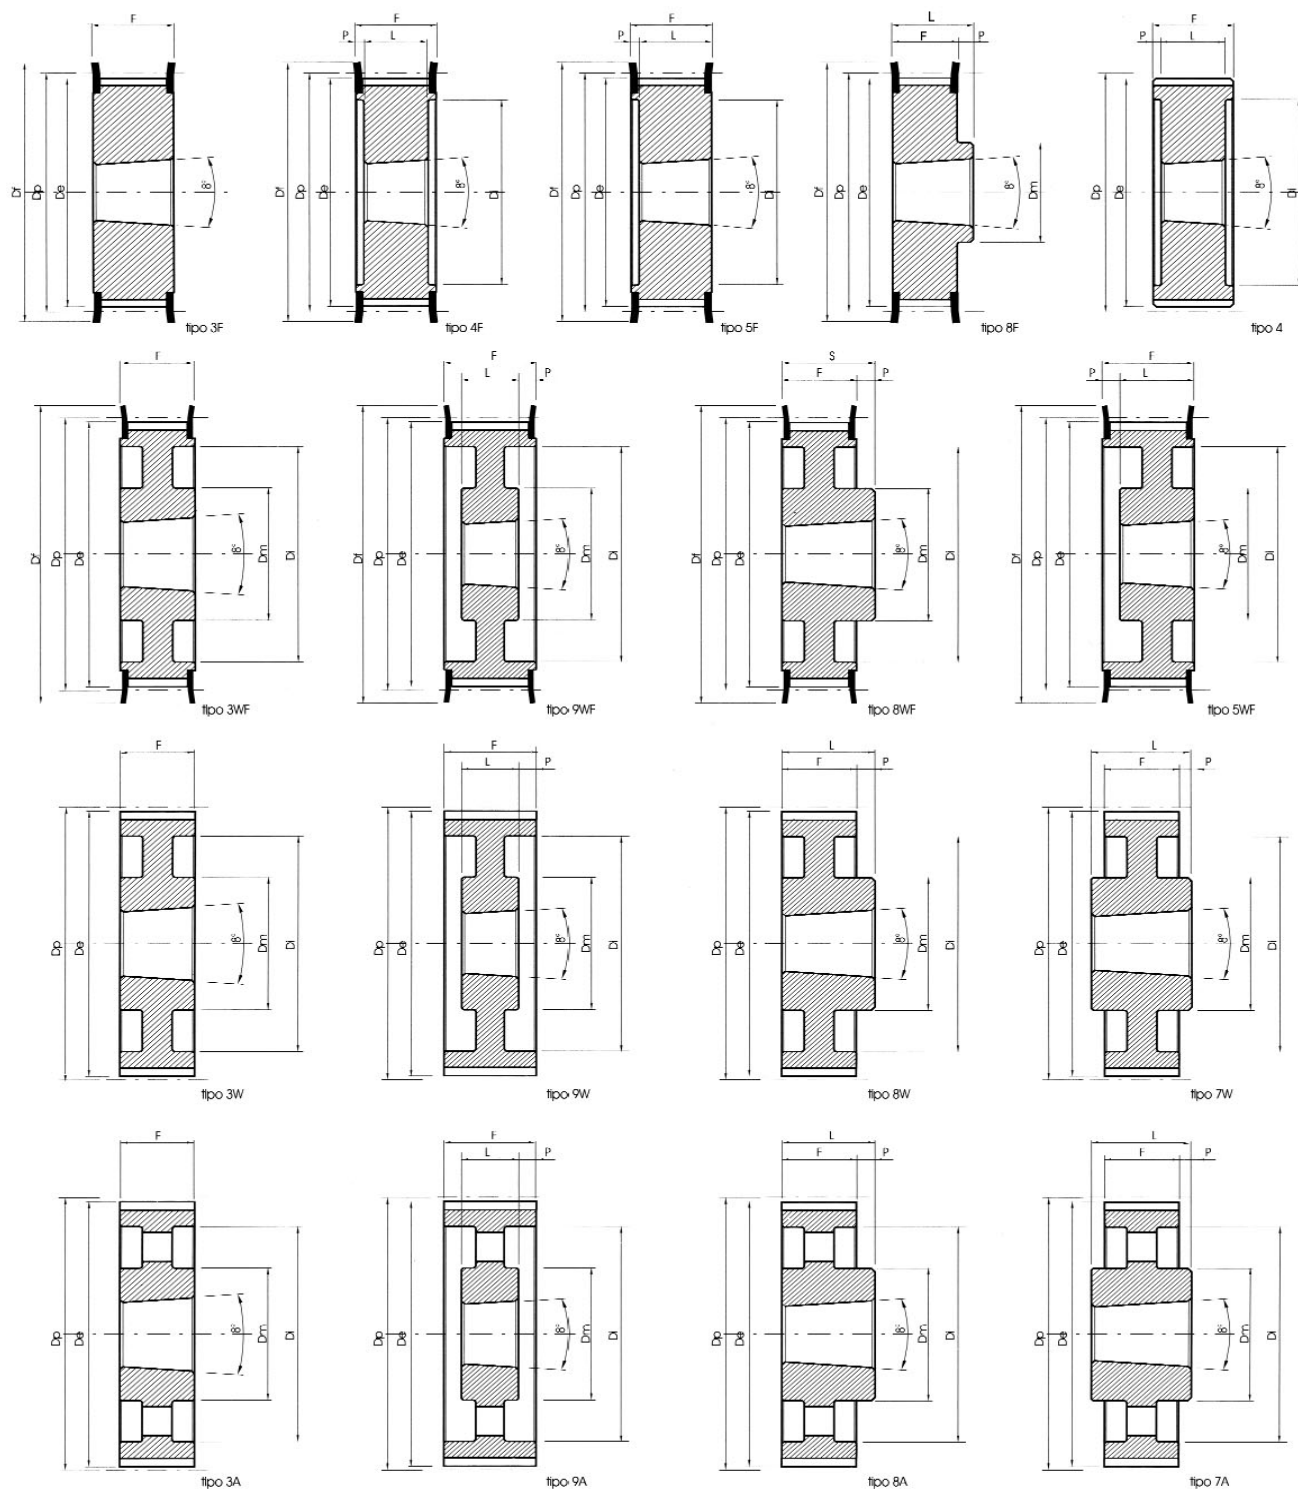 F F F L F
P L P L F P P L
Df Dp De 8°
Df Dp De 8° Di
Df Dp De 8° Di
Df Dp De 8° Dm
Dp De 8° Di
tipo 3F tipo 4F tipo 5F tipo 8F tipo 4
F F S F
L P F P P L
Df Dp De 8° Dm Di
Df Dp De 8° Dm Di
Df Dp De 8° Dm Di
Df Dp De 8° Dm Di
tipo 3WF tipo 9WF tipo 8WF tipo 5WF
F F L L
L P F P F P
Dp De 8° Dm Di
Dp De 8° Dm Di
Dp De 8° Dm Di
Dp De 8° Dm Di
tipo 3W tipo 9W tipo 8W tipo 7W
F F L L
L P F P F P
Dp De 8° Dm Di
Dp De 8° Dm Di
Dp De 8° Dm Di
Dp De 8° Dm Di
tipo 3A tipo 9A tipo 8A tipo 7A